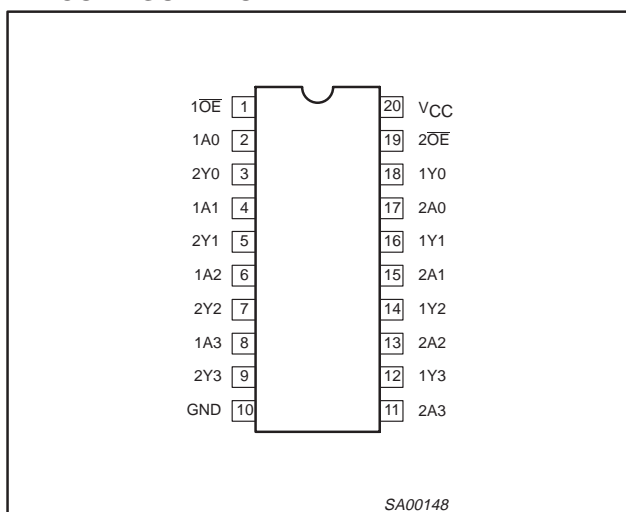 1O̅E̅ 1 20 VCC
1A0 2 19 2O̅E̅
2Y0 3 18 1Y0
1A1 4 17 2A0
2Y1 5 16 1Y1
1A2 6 15 2A1
2Y2 7 14 1Y2
1A3 8 13 2A2
2Y3 9 12 1Y3
GND 10 11 2A3
SA00148